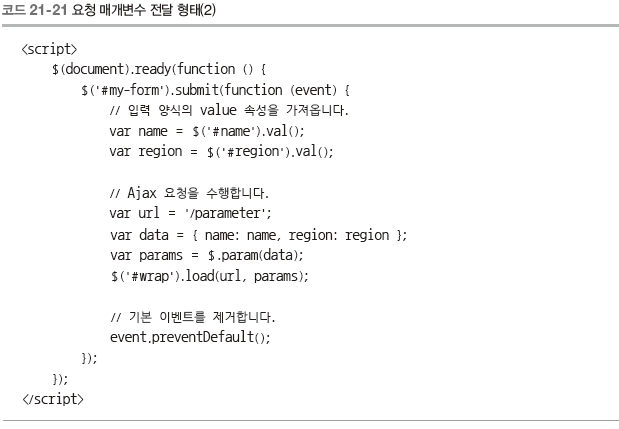 코드 21-21 요청 매개변수 전달 형태(2)
<script>
$(document).ready(function () {
$('#my-form').submit(function (event) {
// 입력 양식의 value 속성을 가져옵니다.
var name = $('#name').val();
var region = $('#region').val();
// Ajax 요청을 수행합니다.
var url = '/parameter';
var data = { name: name, region: region };
var params = $.param(data);
$('#wrap').load(url, params);
// 기본 이벤트를 제거합니다.
event.preventDefault();
});
});
</script>